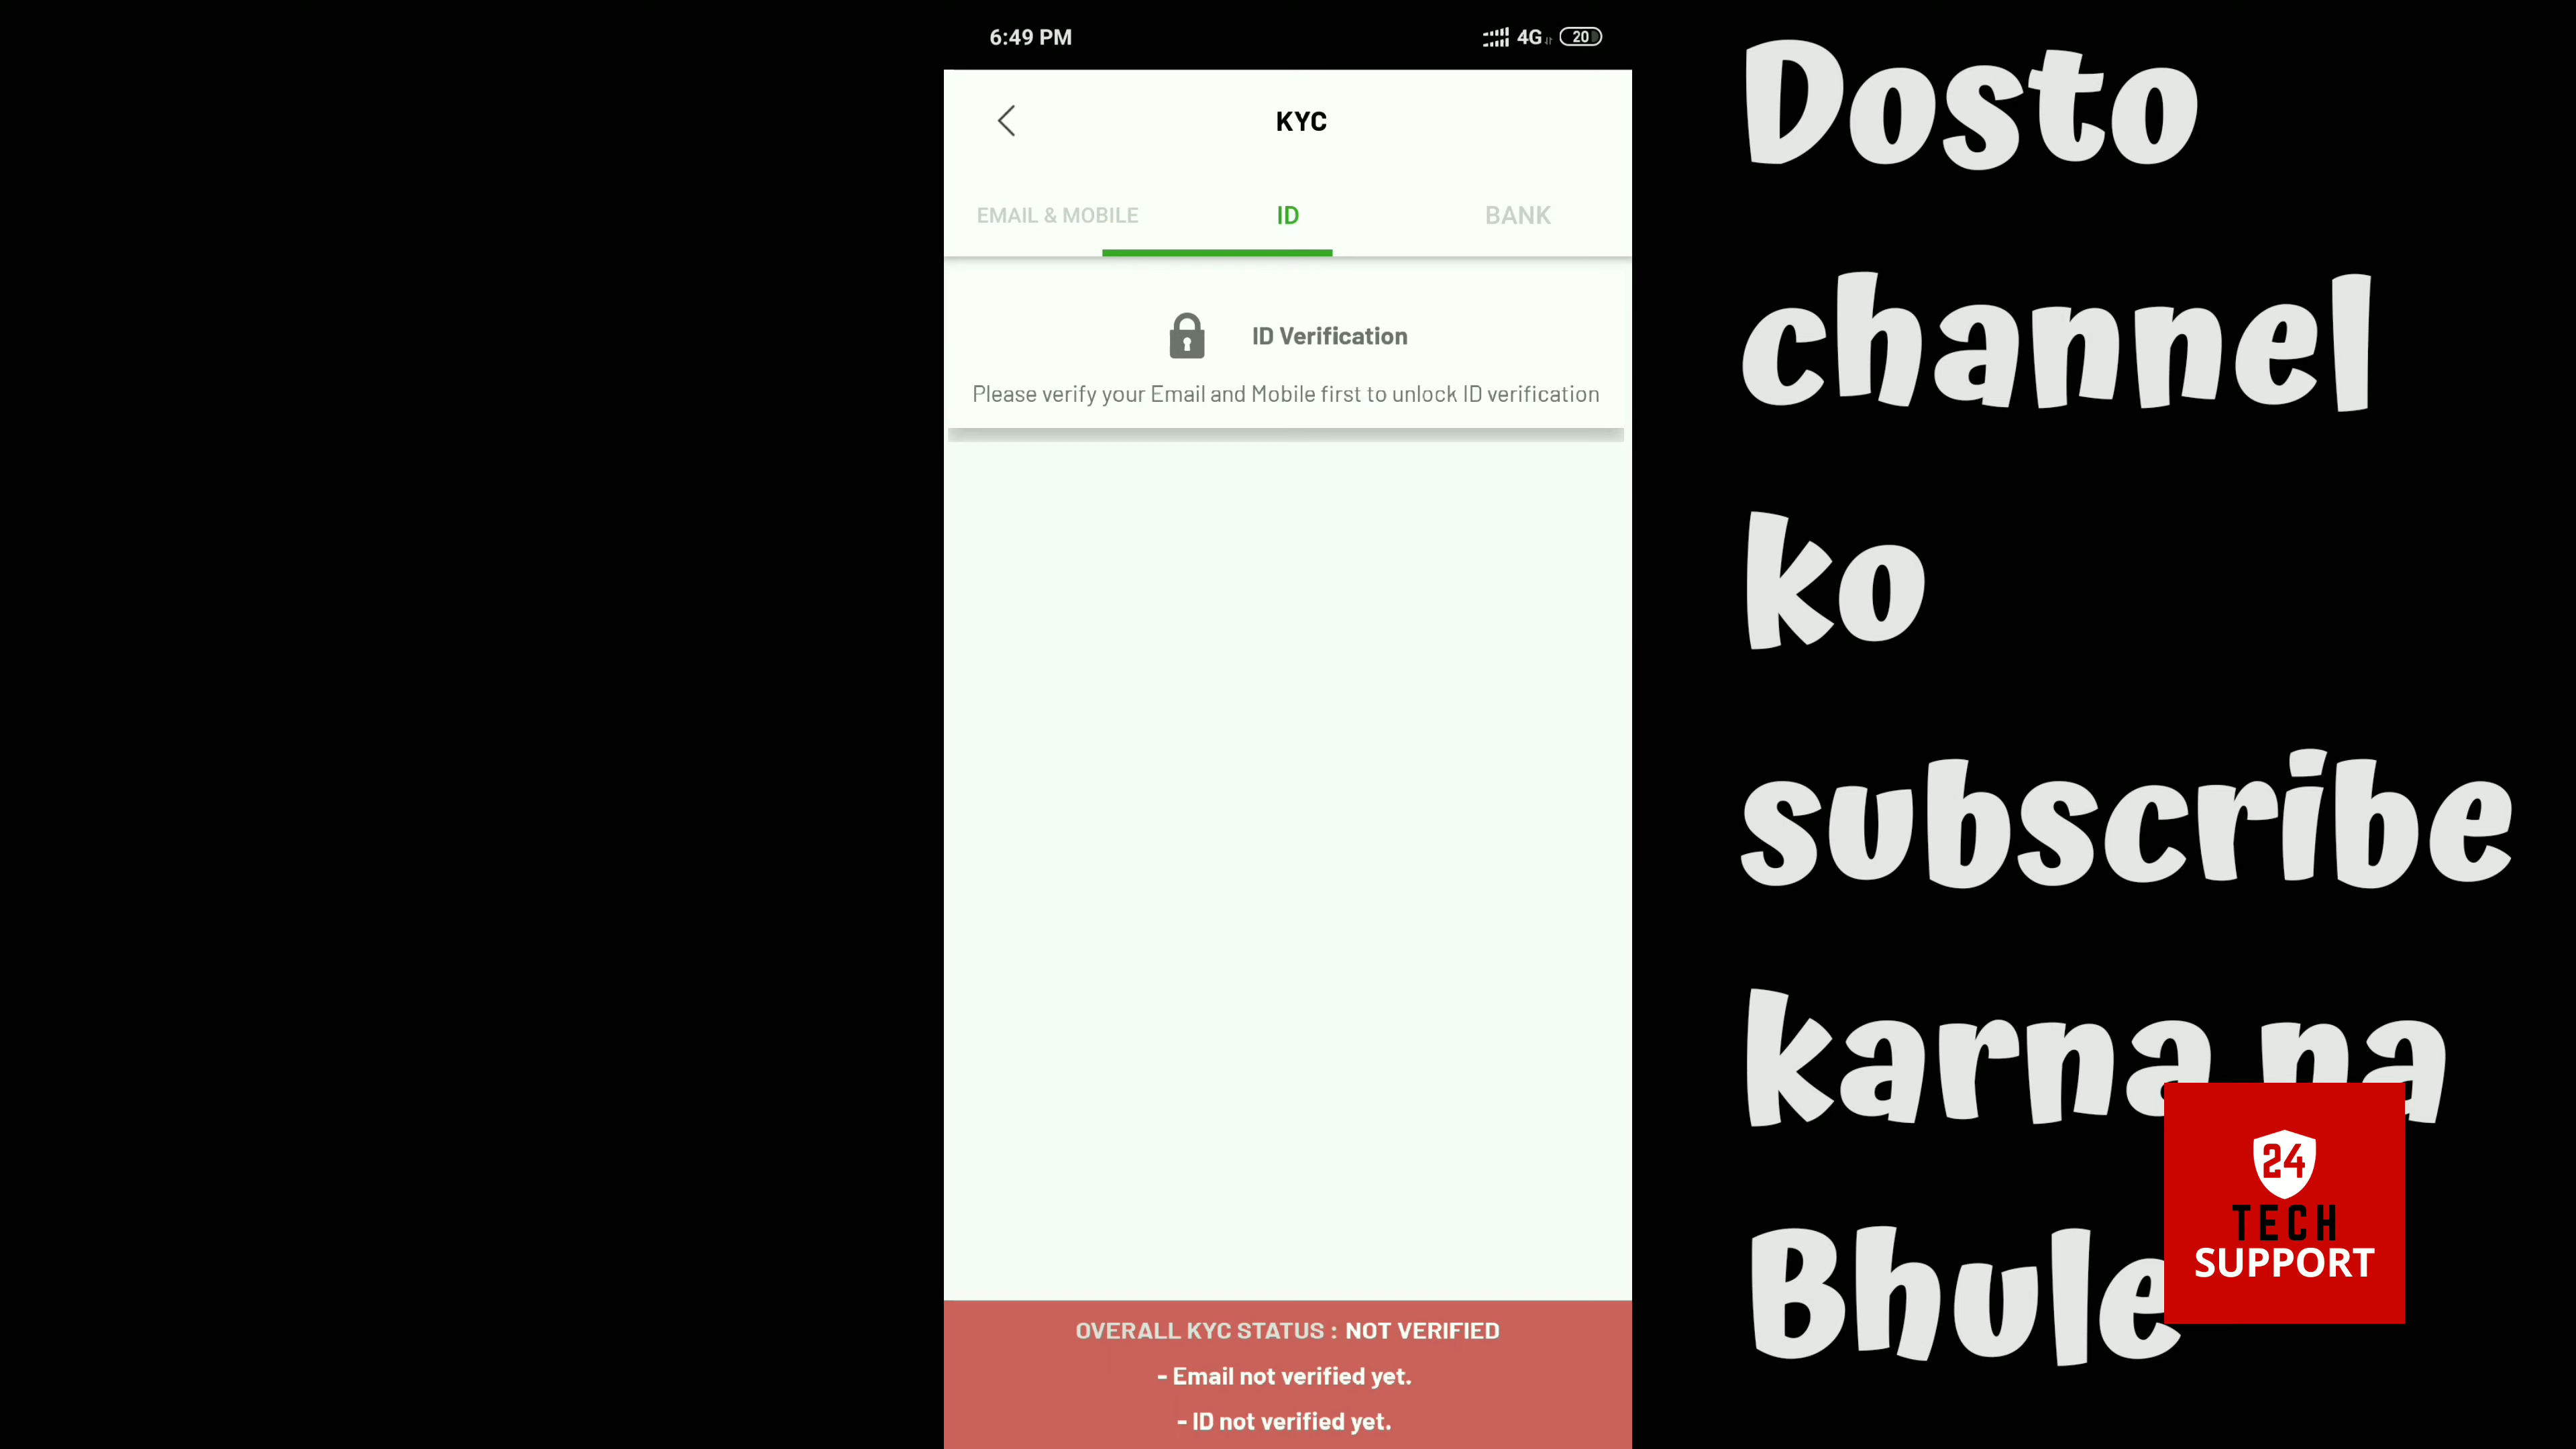 6:49 PM
4G
20
KYC
EMAIL & MOBILE
ID
BANK
ID Verification
Please verify your Email and Mobile first to unlock ID verification
OVERALL KYC STATUS : NOT VERIFIED
- Email not verified yet.
- ID not verified yet.
Dosto
channel
ko
subscribe
karna na
Bhule
24
TECH
SUPPORT